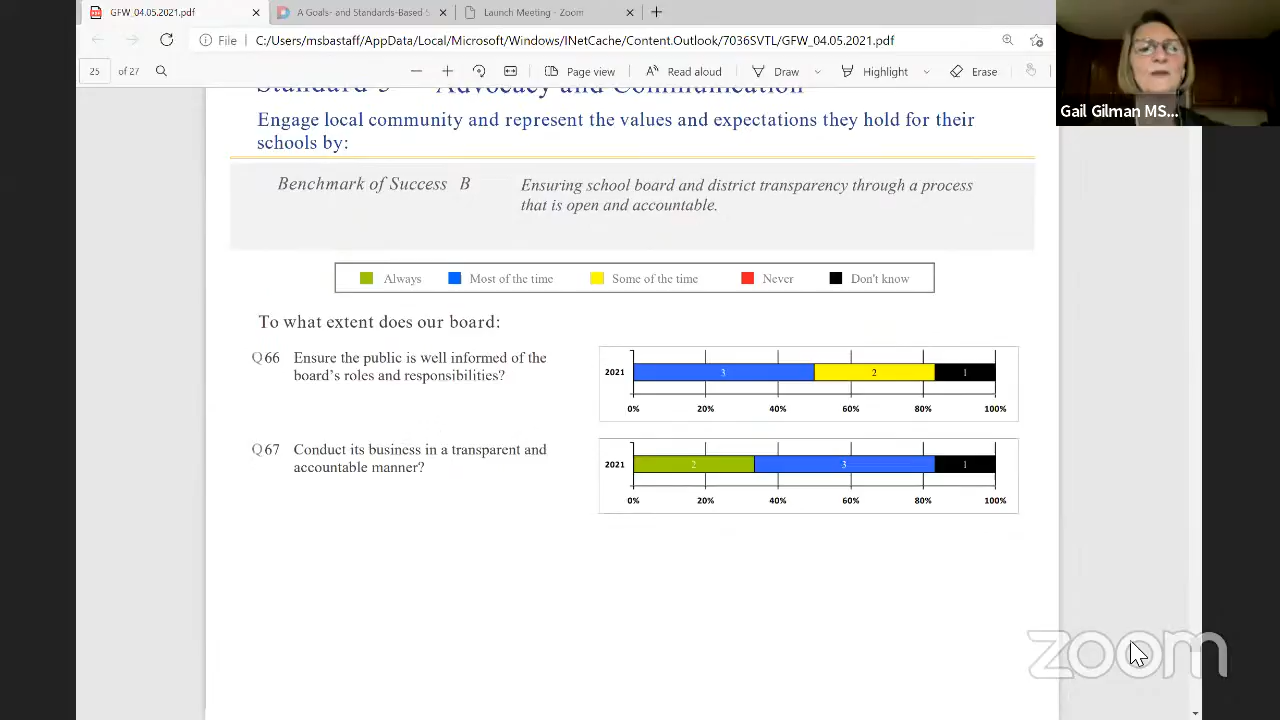 GFW_04.05.2021.pdf
A Goals- and Standards-Based S
Launch Meeting - Zoom
File
C:/Users/msbastaff/AppData/Local/Microsoft/Windows/INetCache/Content.Outlook/7036SVTL/GFW_04.05.2021.pdf
25 of 27
Page view
Read aloud
Draw
Highlight
Erase
Gail Gilman MS...
Advocacy and Communication
Engage local community and represent the values and expectations they hold for their
schools by:
Benchmark of Success B
Ensuring school board and district transparency through a process
that is open and accountable.
Always Most of the time Some of the time Never Don't know
To what extent does our board:
Q66 Ensure the public is well informed of the
board's roles and responsibilities?
2021 3 2 1
0% 20% 40% 60% 80% 100%
Q67 Conduct its business in a transparent and
accountable manner?
2021 2 3 1
0% 20% 40% 60% 80% 100%
zoom